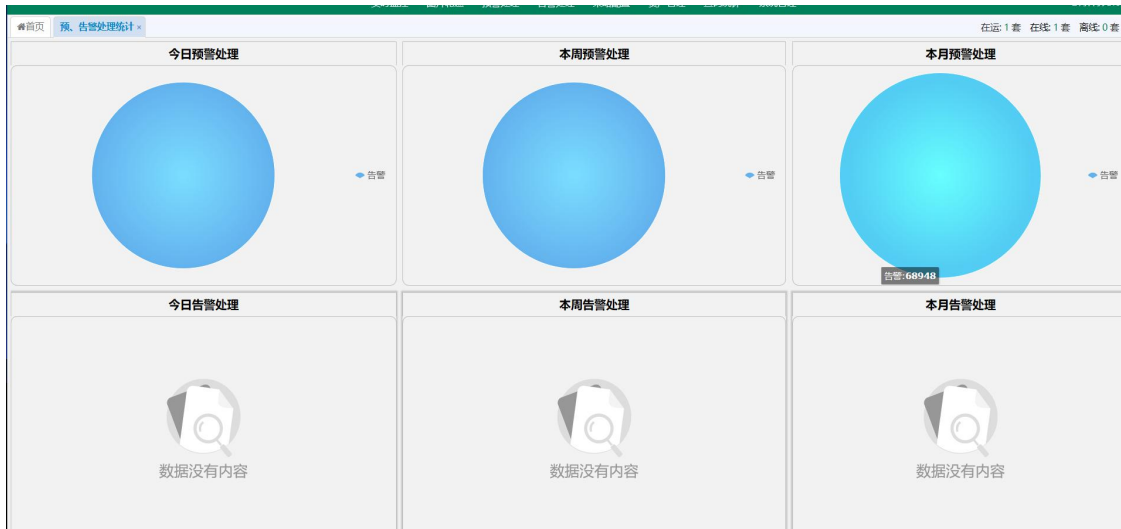 首页 预、告警处理统计× 在运:1套 在线:1套 离线:0套
今日预警处理 本周预警处理 本月预警处理
告警 告警 告警
告警:68948
今日告警处理 本周告警处理 本月告警处理
数据没有内容 数据没有内容 数据没有内容